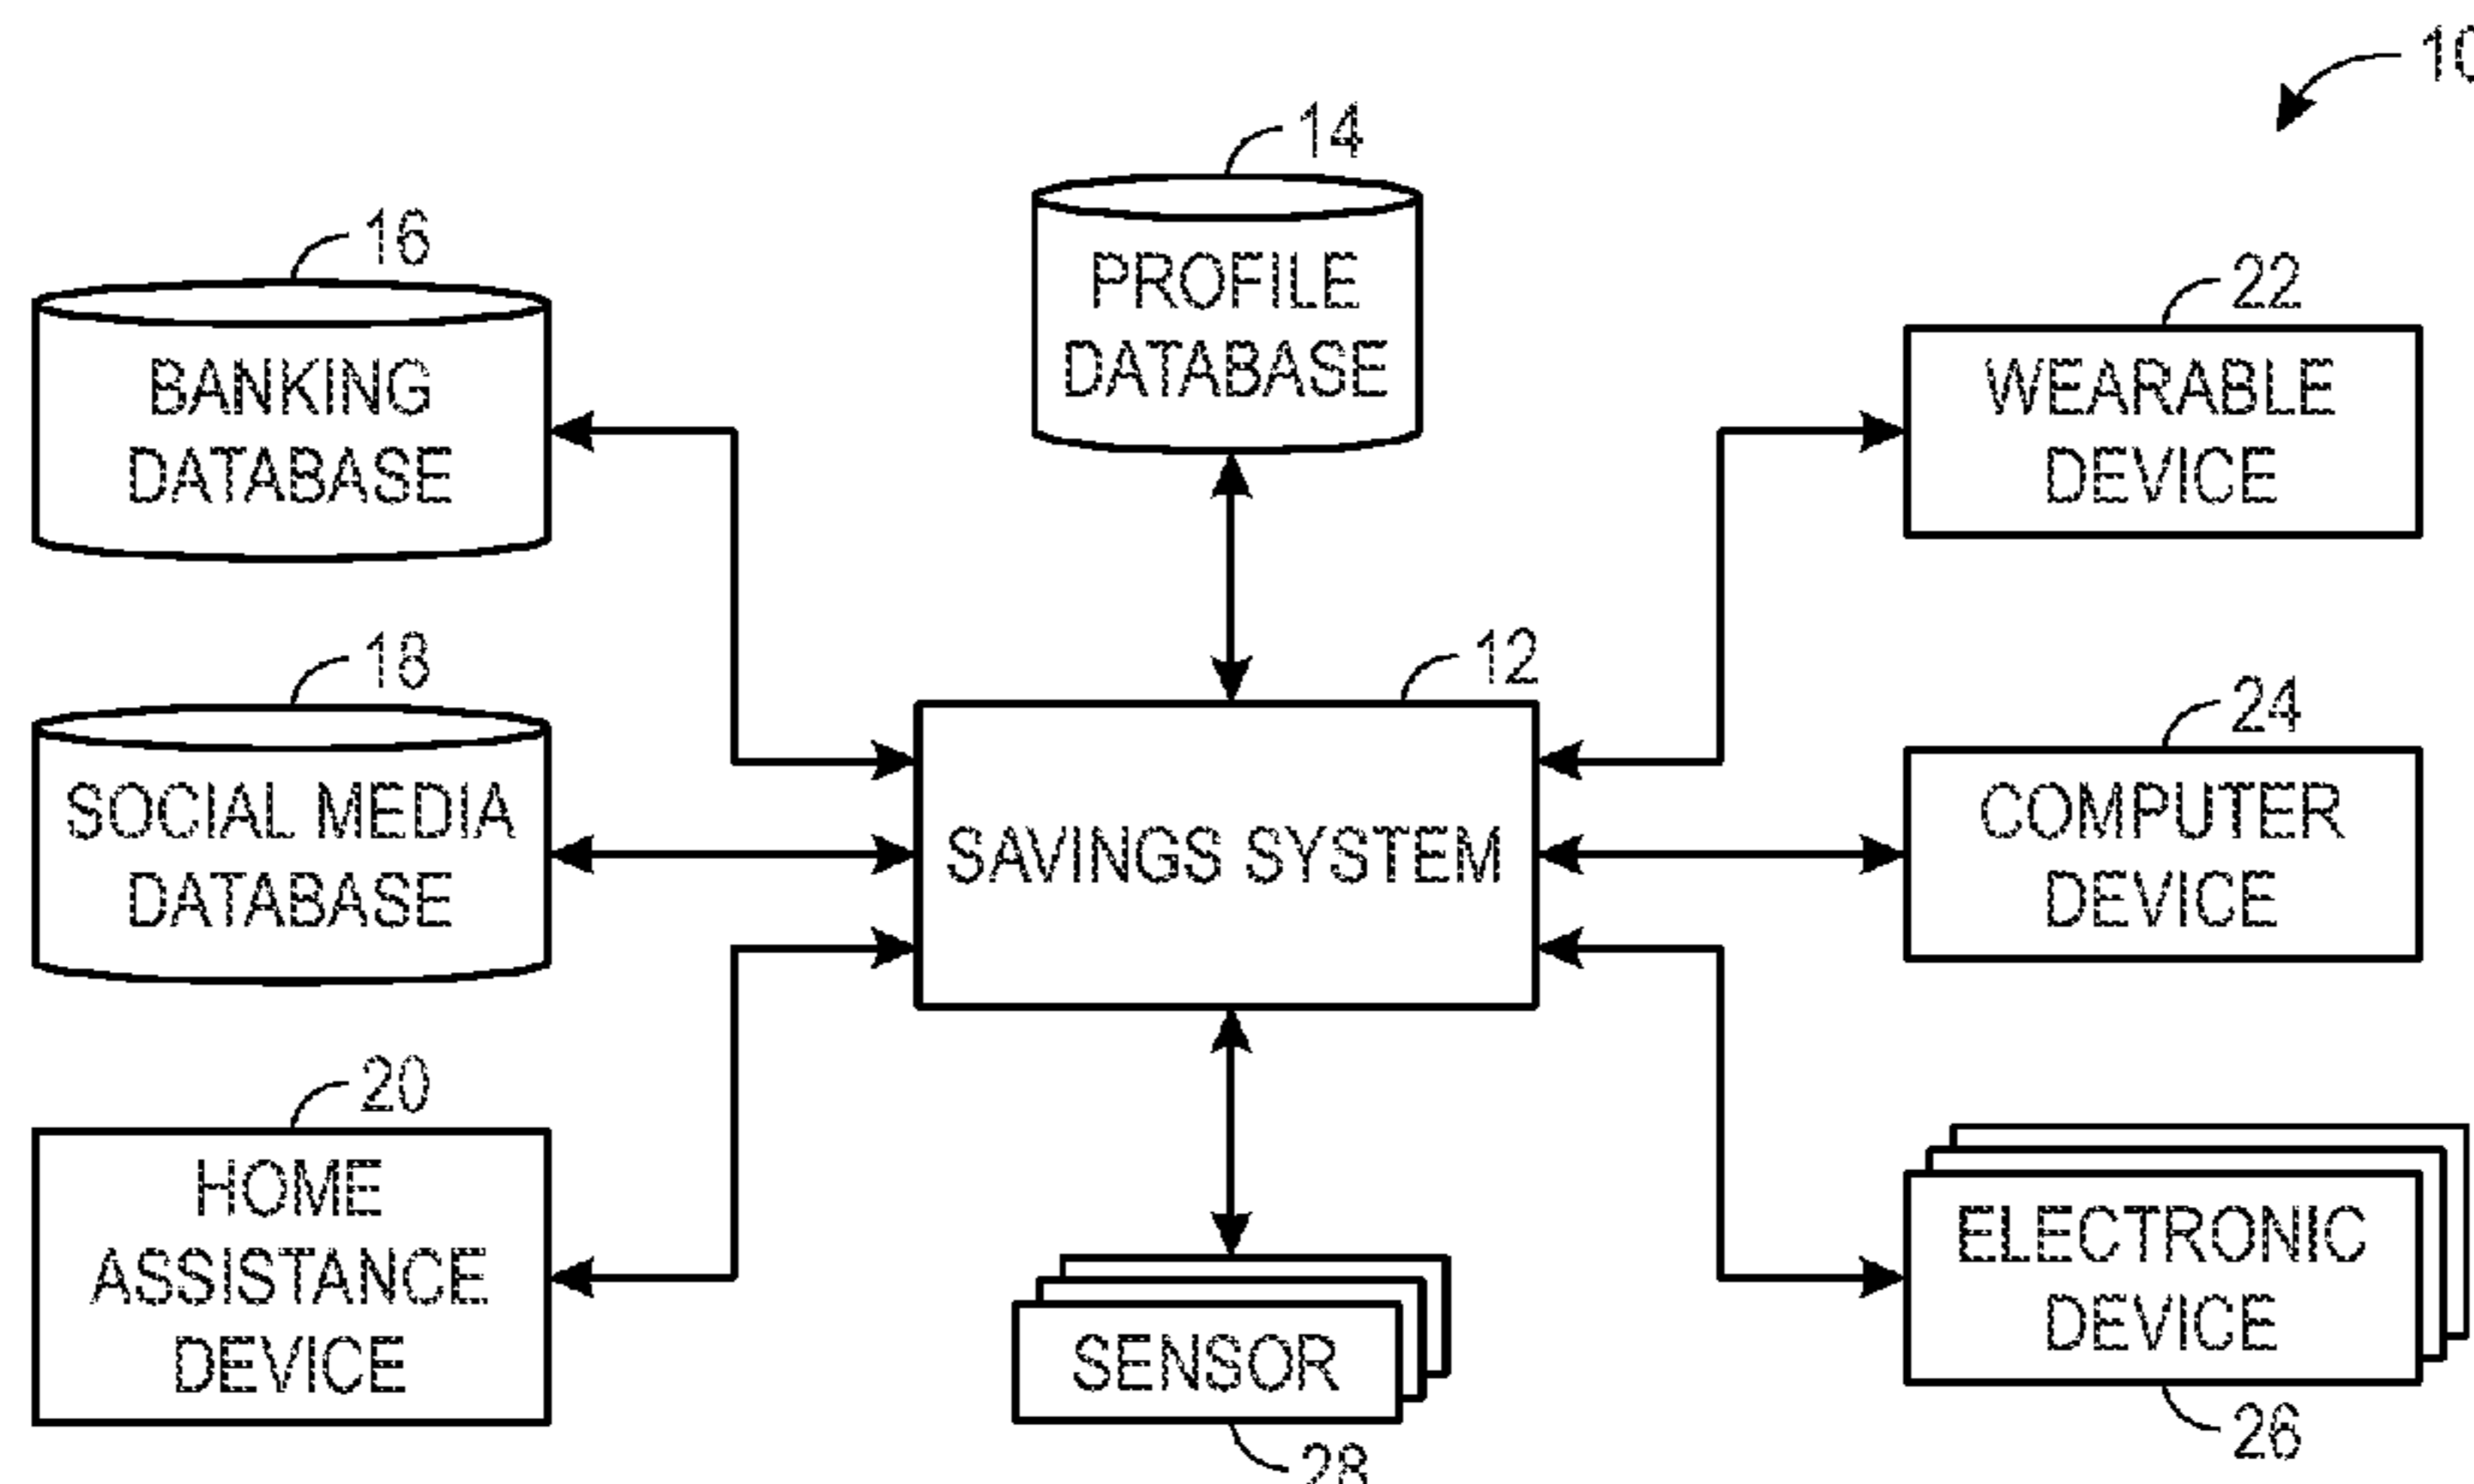 10
14
PROFILE
DATABASE
16
BANKING
DATABASE
22
WEARABLE
DEVICE
12
SAVINGS SYSTEM
18
SOCIAL MEDIA
DATABASE
24
COMPUTER
DEVICE
20
HOME
ASSISTANCE
DEVICE
SENSOR
28
ELECTRONIC
DEVICE
26